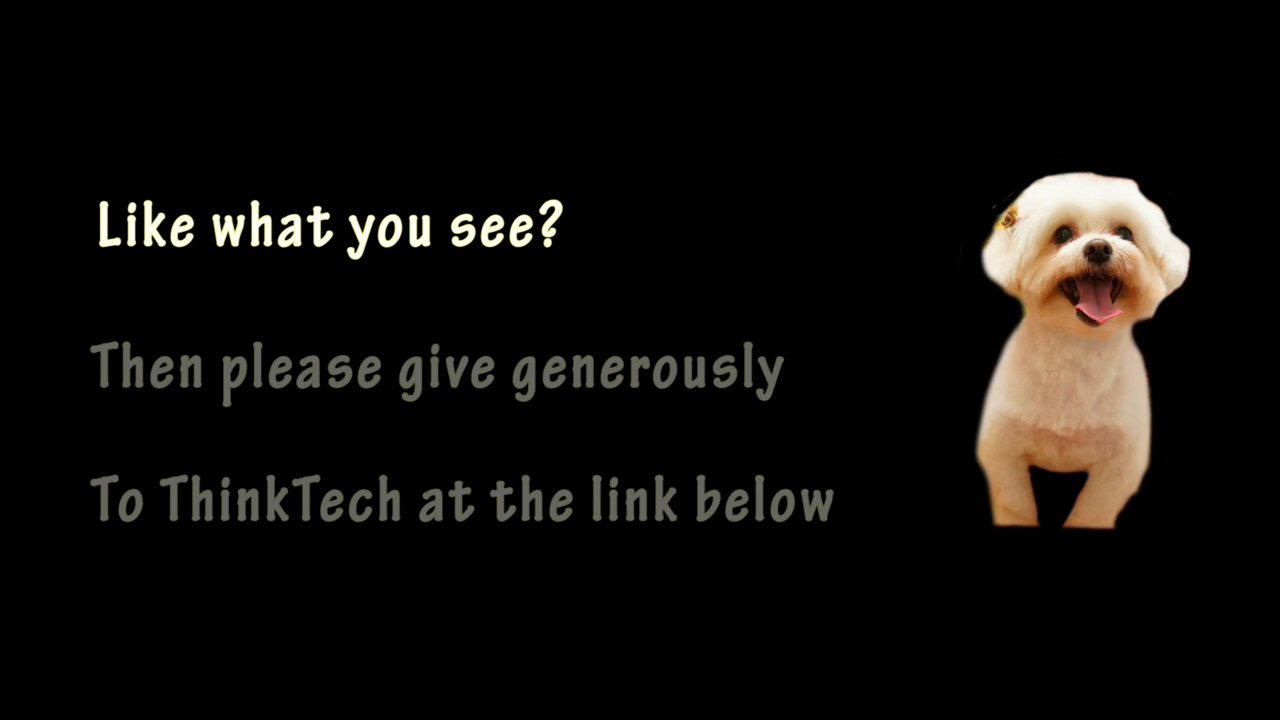 Like what you see?
Then please give generously
To ThinkTech at the link below